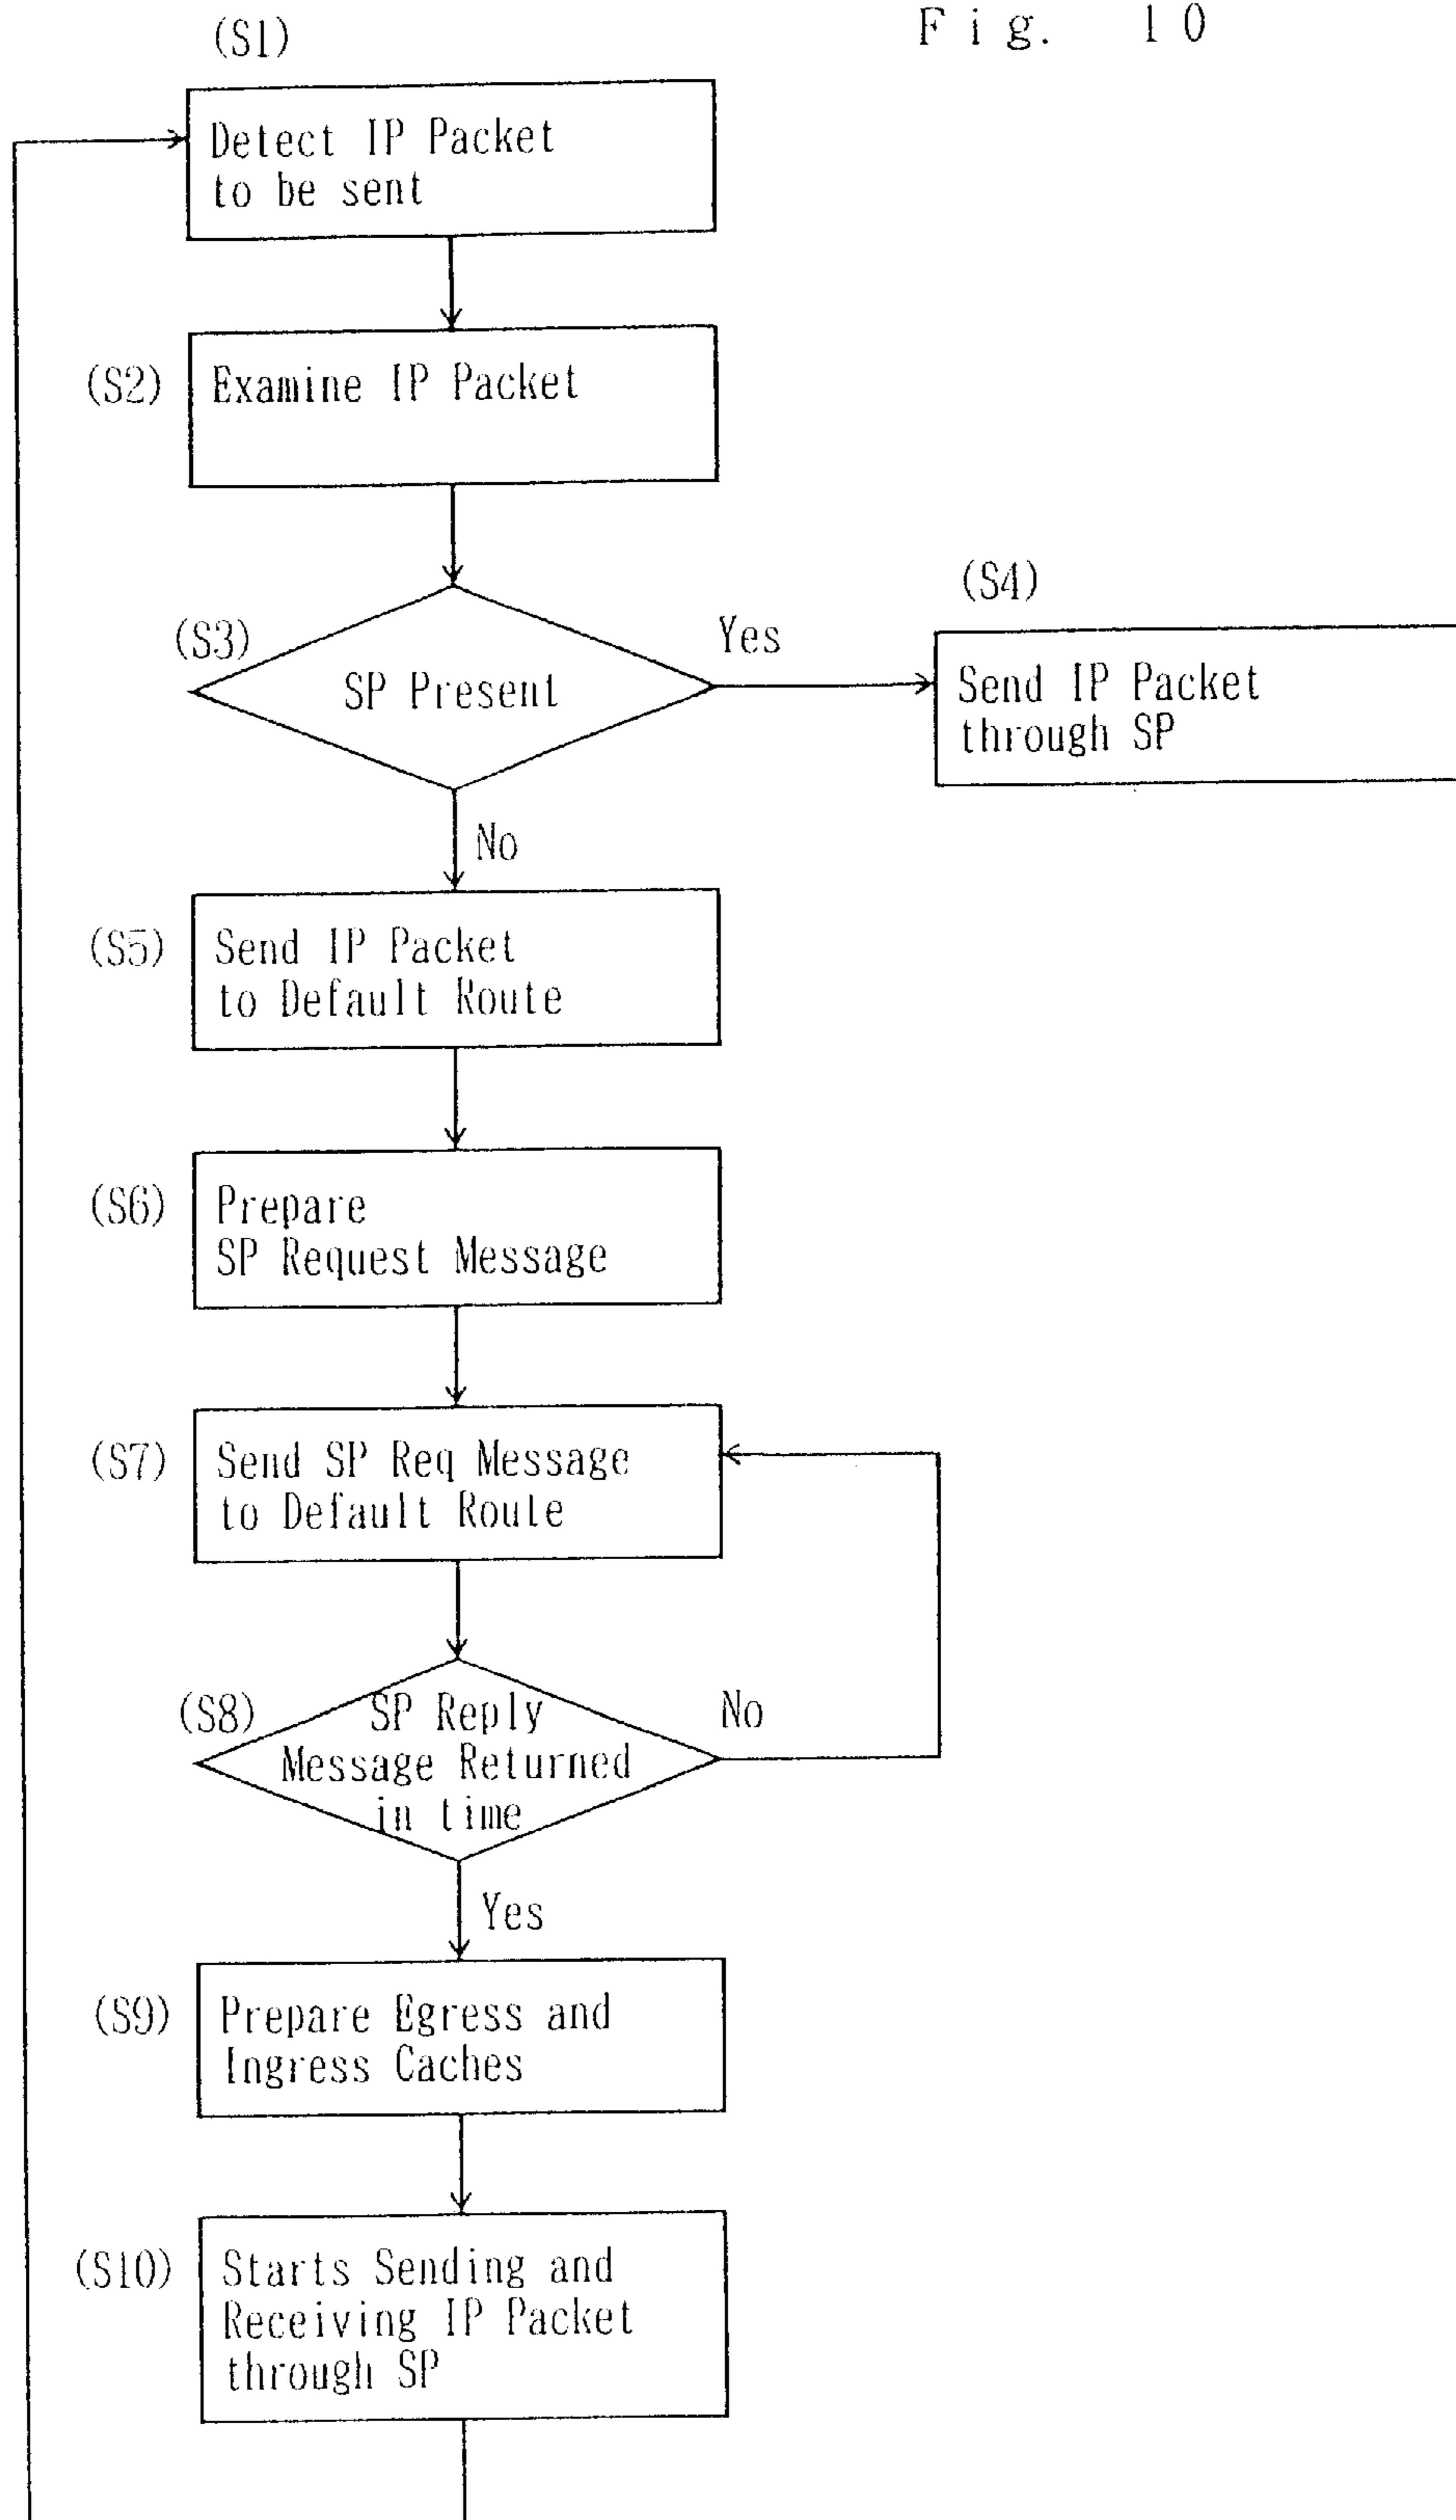 Fig. 10
(S1)
Detect IP Packet
to be sent
(S2)
Examine IP Packet
(S3)
SP Present
Yes
(S4)
Send IP Packet
through SP
No
(S5)
Send IP Packet
to Default Route
(S6)
Prepare
SP Request Message
(S7)
Send SP Req Message
to Default Route
(S8)
SP Reply
Message Returned
in time
No
Yes
(S9)
Prepare Egress and
Ingress Caches
(S10)
Starts Sending and
Receiving IP Packet
through SP